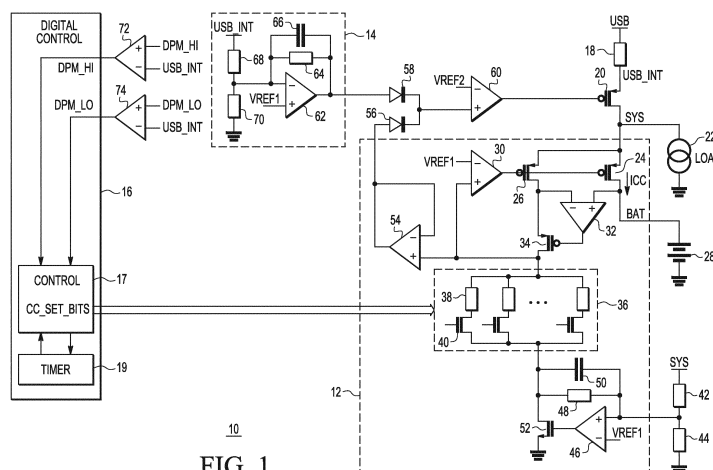 DIGITAL
CONTROL
72
DPM_HI
USB_INT
DPM_HI
74
DPM_LO
USB_INT
DPM_LO
16
CONTROL
17
CC_SET_BITS
TIMER
19
USB_INT
66
14
68
64
70
VREF1
62
58
56
VREF2
60
USB
18
USB_INT
20
SYS
22
LOA
VREF1
30
26
24
ICC
BAT
32
34
28
54
38
36
40
12
50
48
52
46
VREF1
SYS
42
44
10
FIG. 1